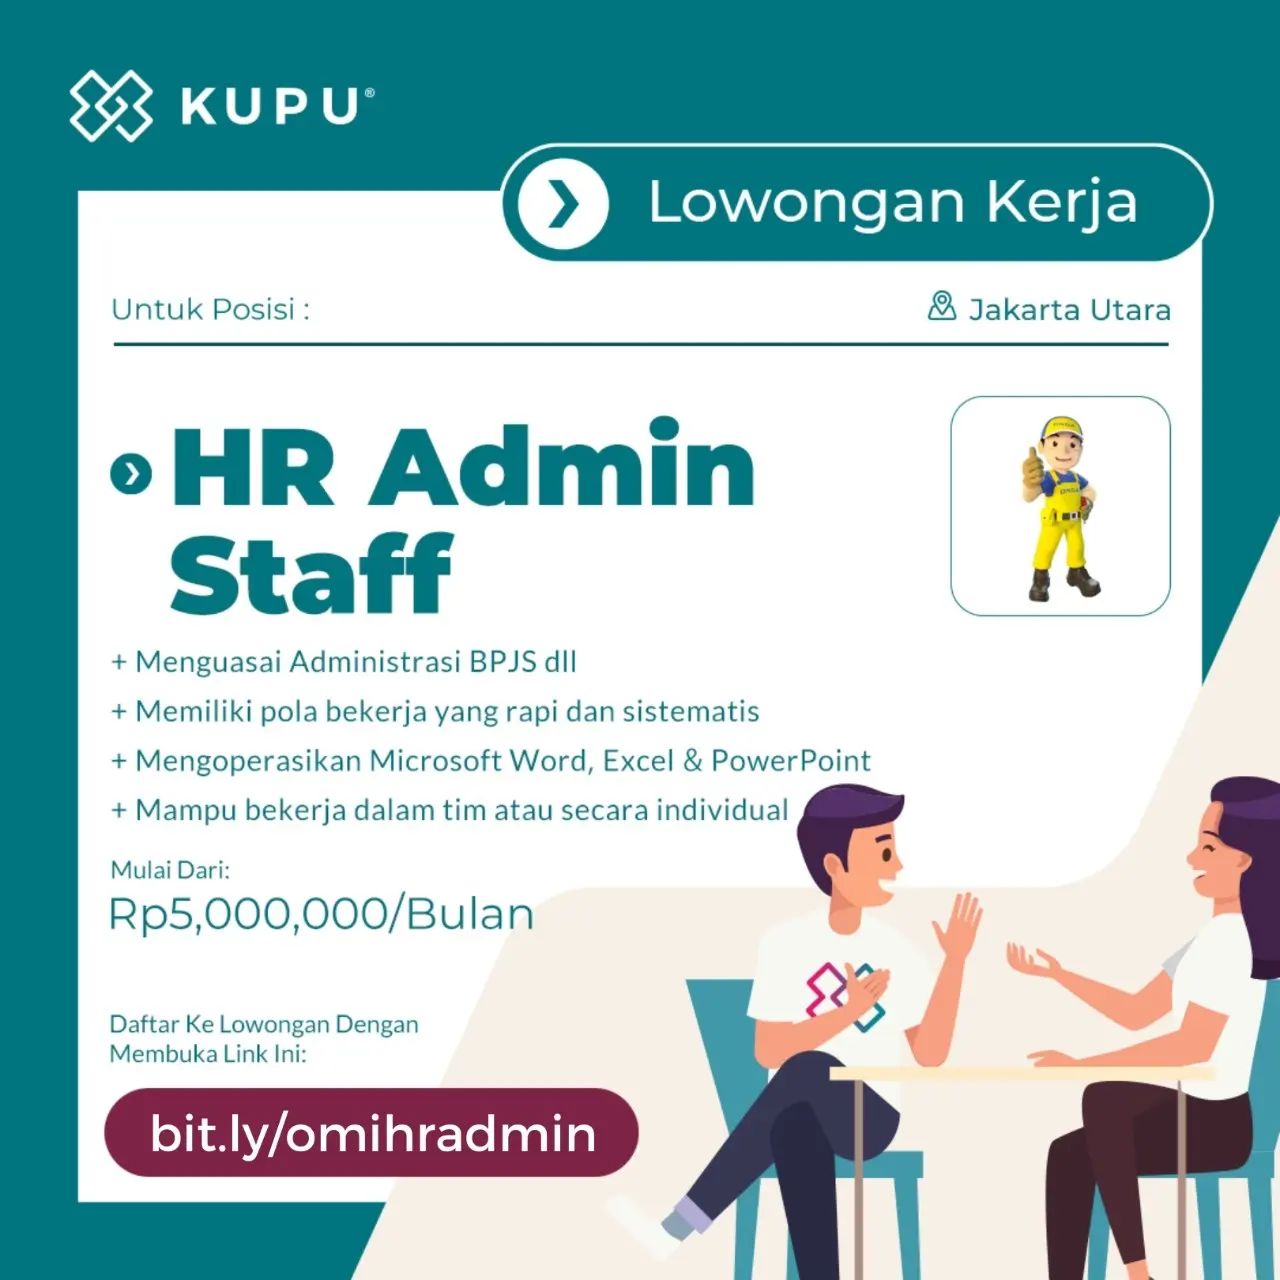 KUPU®
Lowongan Kerja
Untuk Posisi :
Jakarta Utara
HR Admin
Staff
+ Menguasai Administrasi BPJS dll
+ Memiliki pola bekerja yang rapi dan sistematis
+ Mengoperasikan Microsoft Word, Excel & PowerPoint
+ Mampu bekerja dalam tim atau secara individual
Mulai Dari:
Rp5,000,000/Bulan
Daftar Ke Lowongan Dengan
Membuka Link Ini:
bit.ly/omihradmin